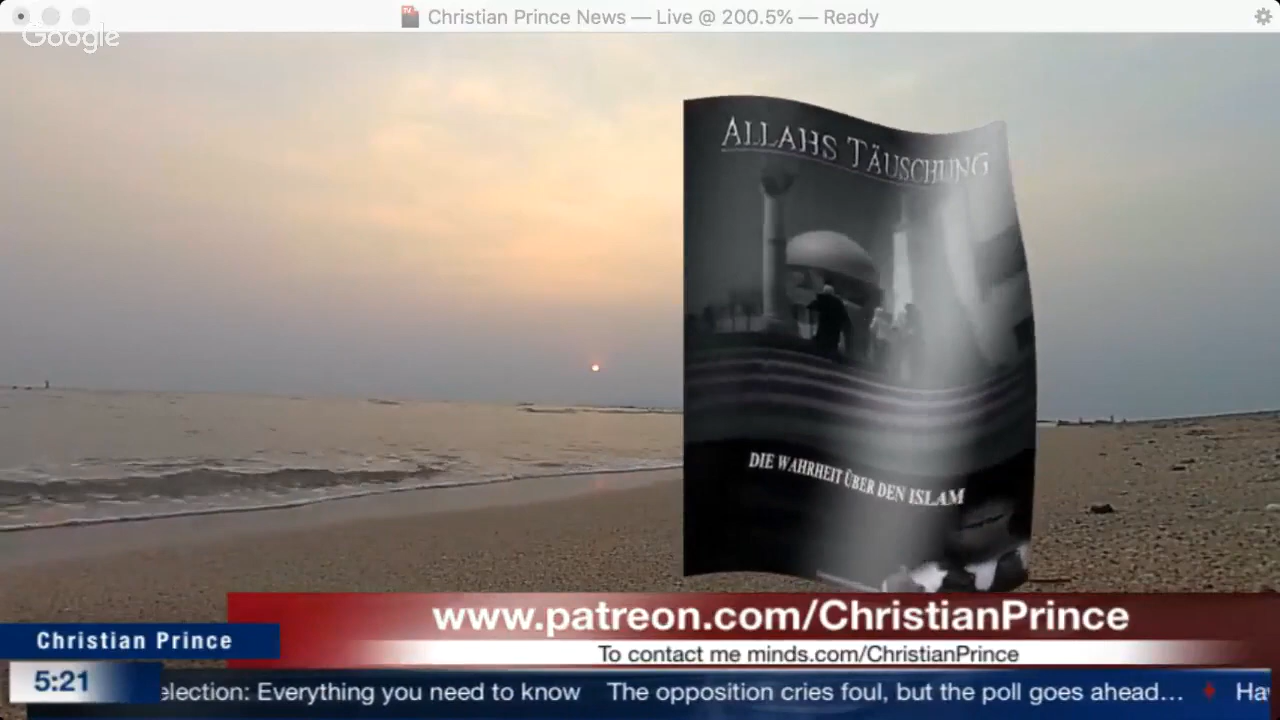 Christian Prince News — Live @ 200.5% — Ready
Google
ALLAHS TÄUSCHUNG
DIE WAHRHEIT ÜBER DEN ISLAM
www.patreon.com/ChristianPrince
Christian Prince
To contact me minds.com/ChristianPrince
5:21
election: Everything you need to know The opposition cries foul, but the poll goes ahead... ♦ Ha